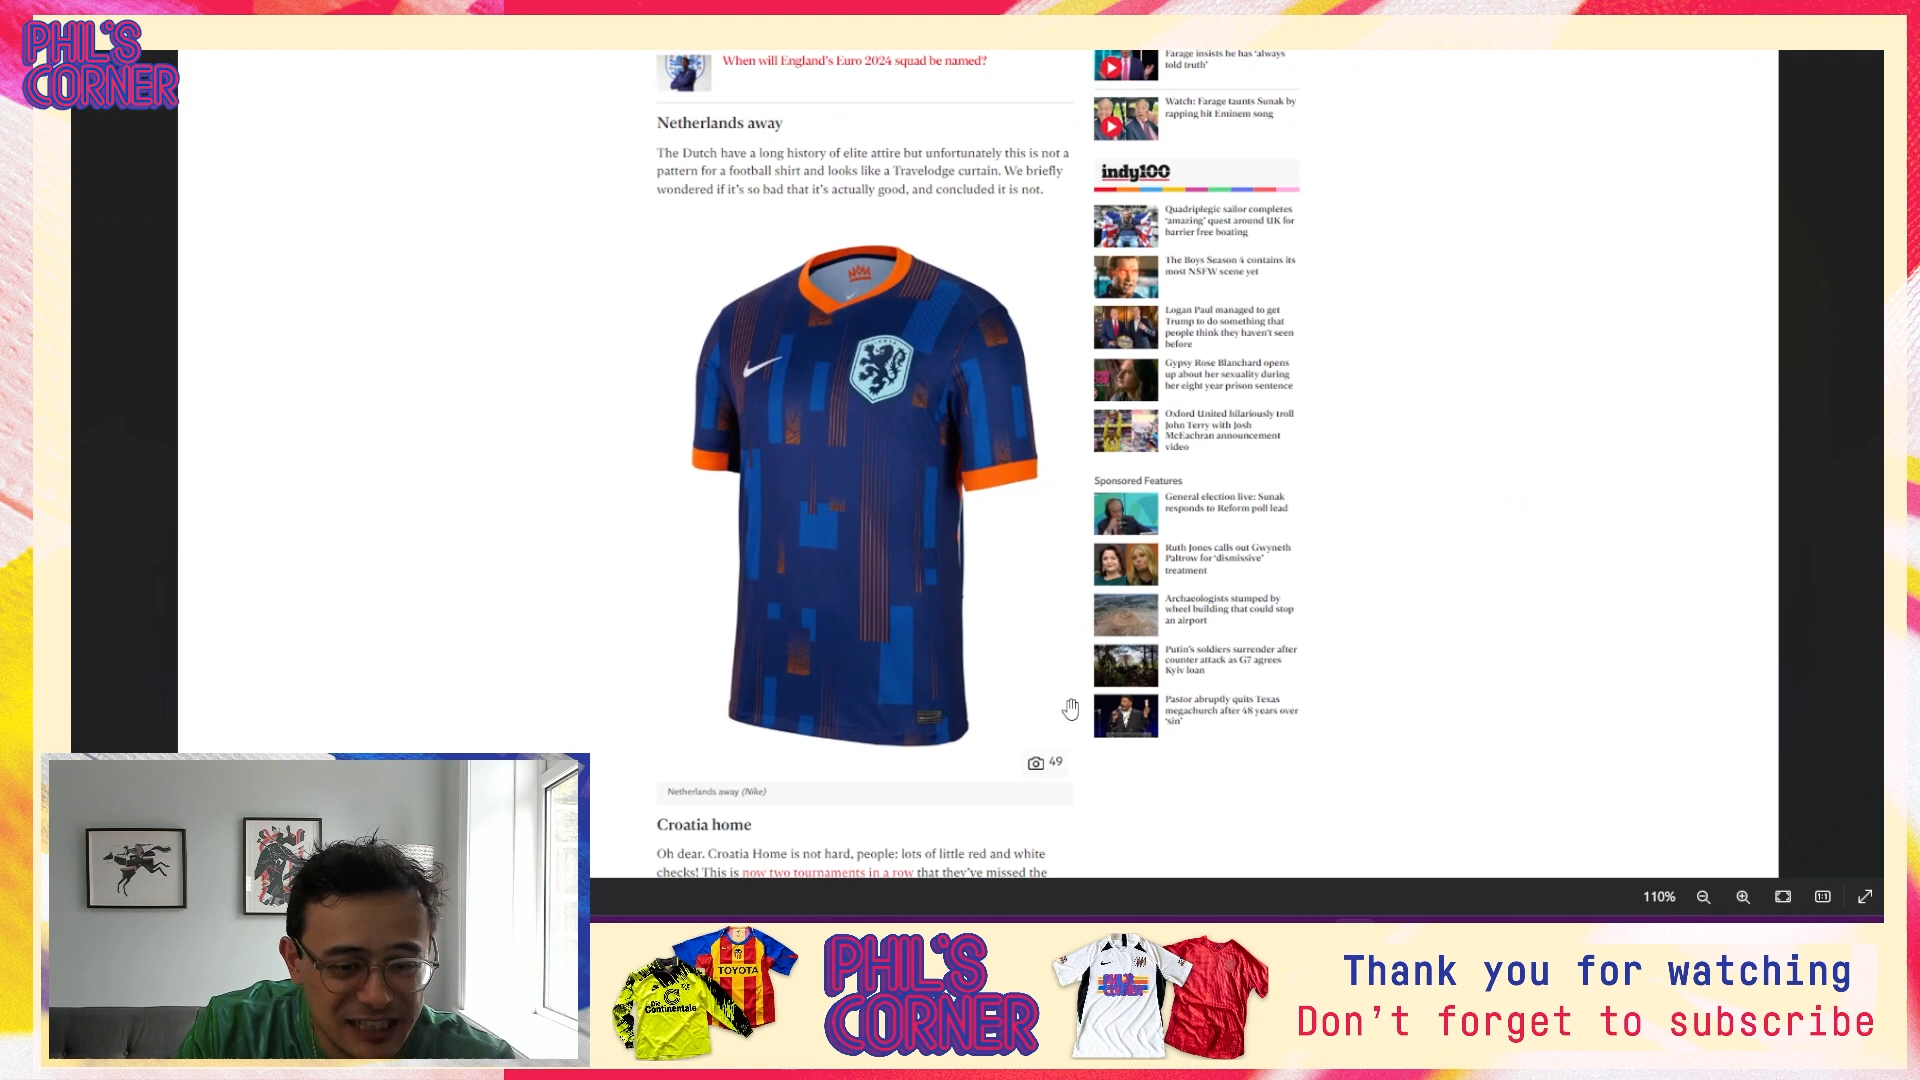 PHIL'S
CORNER
When will England's Euro 2024 squad be named?
Netherlands away
The Dutch have a long history of elite attire but unfortunately this is not a
pattern for a football shirt and looks like a Travelodge curtain. We briefly
wondered if it's so bad that it's actually good, and concluded it is not.
49
Netherlands away (Nike)
Croatia home
Oh dear. Croatia Home is not hard, people: lots of little red and white
checks! This is now two tournaments in a row that they've missed the
Farage insists he has 'always
told truth'
Watch: Farage taunts Sunak by
rapping hit Eminem song
indy100
Quadriplegic sailor completes
'amazing' quest around UK for
barrier free boating
The Boys Season 4 contains its
most NSFW scene yet
Logan Paul managed to get
Trump to do something that
people think they haven't seen
before
Gypsy Rose Blanchard opens
up about her sexuality during
her eight year prison sentence
Oxford United hilariously troll
John Terry with Josh
McEachran announcement
video
Sponsored Features
General election live: Sunak
responds to Reform poll lead
Ruth Jones calls out Gwyneth
Paltrow for 'dismissive'
treatment
Archaeologists stumped by
wheel building that could stop
an airport
Putin's soldiers surrender after
counter attack as G7 agrees
Kyiv loan
Pastor abruptly quits Texas
megachurch after 48 years over
'sin'
110%
1:1
TOYOTA
Die
Continentale
PHIL'S
CORNER
PHIL'S
CORNER
Thank you for watching
Don't forget to subscribe